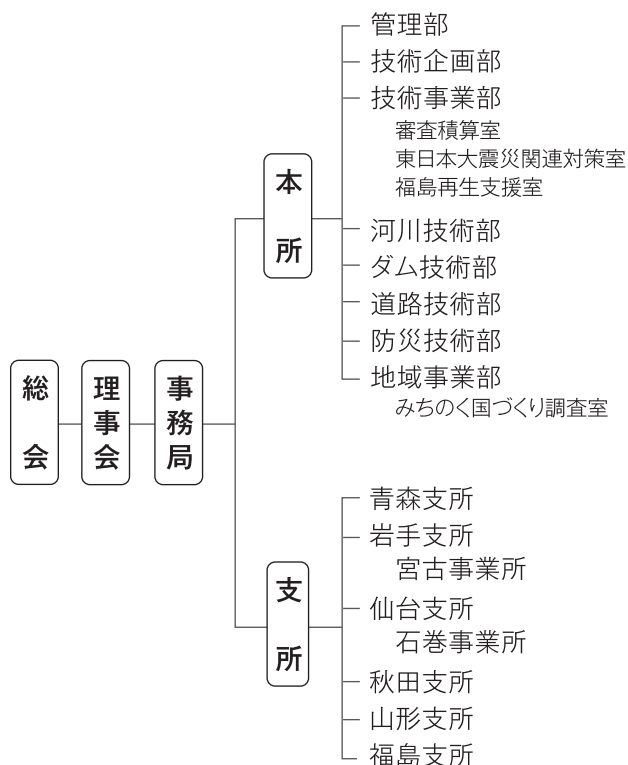 総会
理事会
事務局
本所
管理部
技術企画部
技術事業部
審査積算室
東日本大震災関連対策室
福島再生支援室
河川技術部
ダム技術部
道路技術部
防災技術部
地域事業部
みちのく国づくり調査室
支所
青森支所
岩手支所
宮古事業所
仙台支所
石巻事業所
秋田支所
山形支所
福島支所